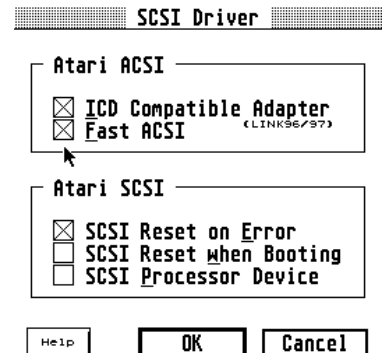 SCSI Driver
Atari ACSI
ICD Compatible Adapter
Fast ACSI (LINK96/97)
Atari SCSI
SCSI Reset on Error
SCSI Reset when Booting
SCSI Processor Device
Help OK Cancel